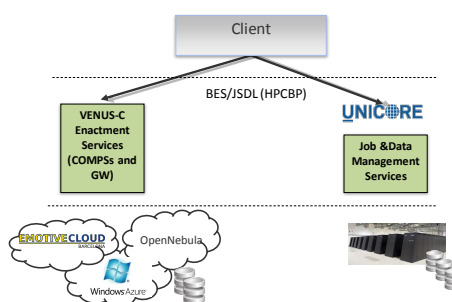 Client
BES/JSDL (HPCBP)
VENUS-C
Enactment
Services
(COMPSs and
GW)
UNICORE
Job &Data
Management
Services
EMOTIVECLOUD
BARCELONA
OpenNebula
Windows Azure